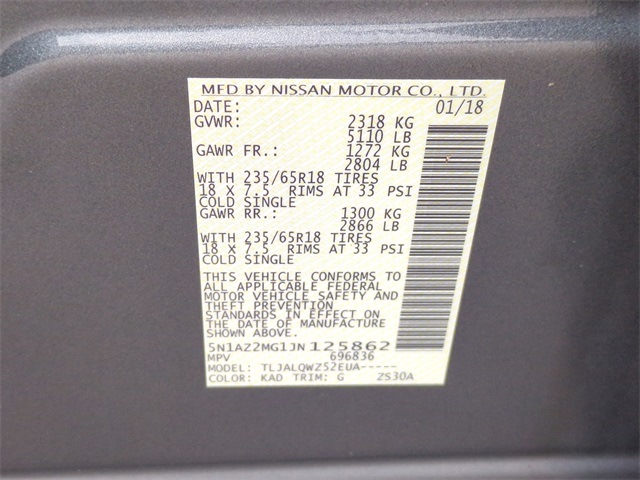 MFD BY NISSAN MOTOR CO., LTD.
DATE: 01/18
GVWR: 2318 KG
5110 LB
GAWR FR.: 1272 KG
2804 LB
WITH 235/65R18 TIRES
18 X 7.5 RIMS AT 33 PSI
COLD SINGLE
GAWR RR.: 1300 KG
2866 LB
WITH 235/65R18 TIRES
18 X 7.5 RIMS AT 33 PSI
COLD SINGLE
THIS VEHICLE CONFORMS TO
ALL APPLICABLE FEDERAL
MOTOR VEHICLE SAFETY AND
THEFT PREVENTION
STANDARDS IN EFFECT ON
THE DATE OF MANUFACTURE
SHOWN ABOVE.
5N1AZ2MG1JN125862
MPV 696836
MODEL: TLJALQWZ52EUA-----
COLOR: KAD TRIM: G ZS30A